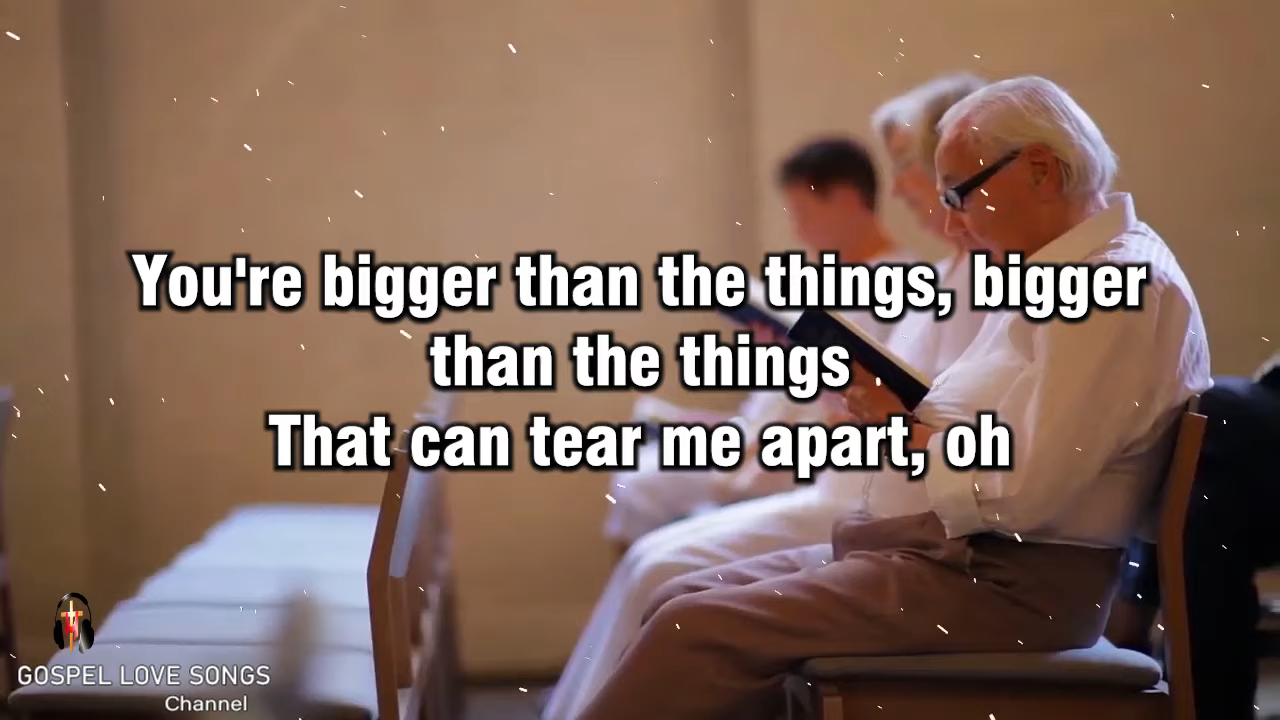 You're bigger than the things, bigger
than the things
That can tear me apart, oh
GOSPEL LOVE SONGS
Channel